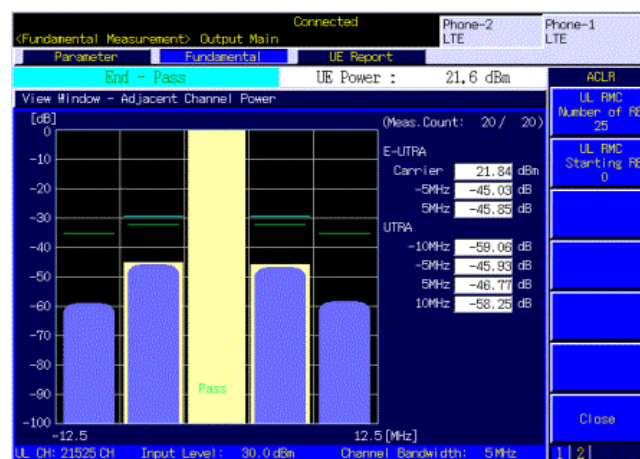 Connected
<Fundamental Measurement> Output Main
Phone-2
LTE
Phone-1
LTE
Parameter
Fundamental
UE Report
End - Pass
UE Power :
21.6 dBm
ACLR
View Window - Adjacent Channel Power
UL RMC
Number of RB
25
[dB]
(Meas.Count: 20/ 20)
UL RMC
Starting RB
0
0
-10
-20
-30
-40
-50
-60
-70
-80
-90
-100
E-UTRA
Carrier 21.84 dBm
-5MHz -45.03 dB
5MHz -45.85 dB
UTRA
-10MHz -59.06 dB
-5MHz -45.93 dB
5MHz -46.77 dB
10MHz -58.25 dB
Pass
-12.5
12.5 [MHz]
Close
UL CH: 21525 CH Input Level: 30.0 dBm Channel Bandwidth: 5MHz
1 2